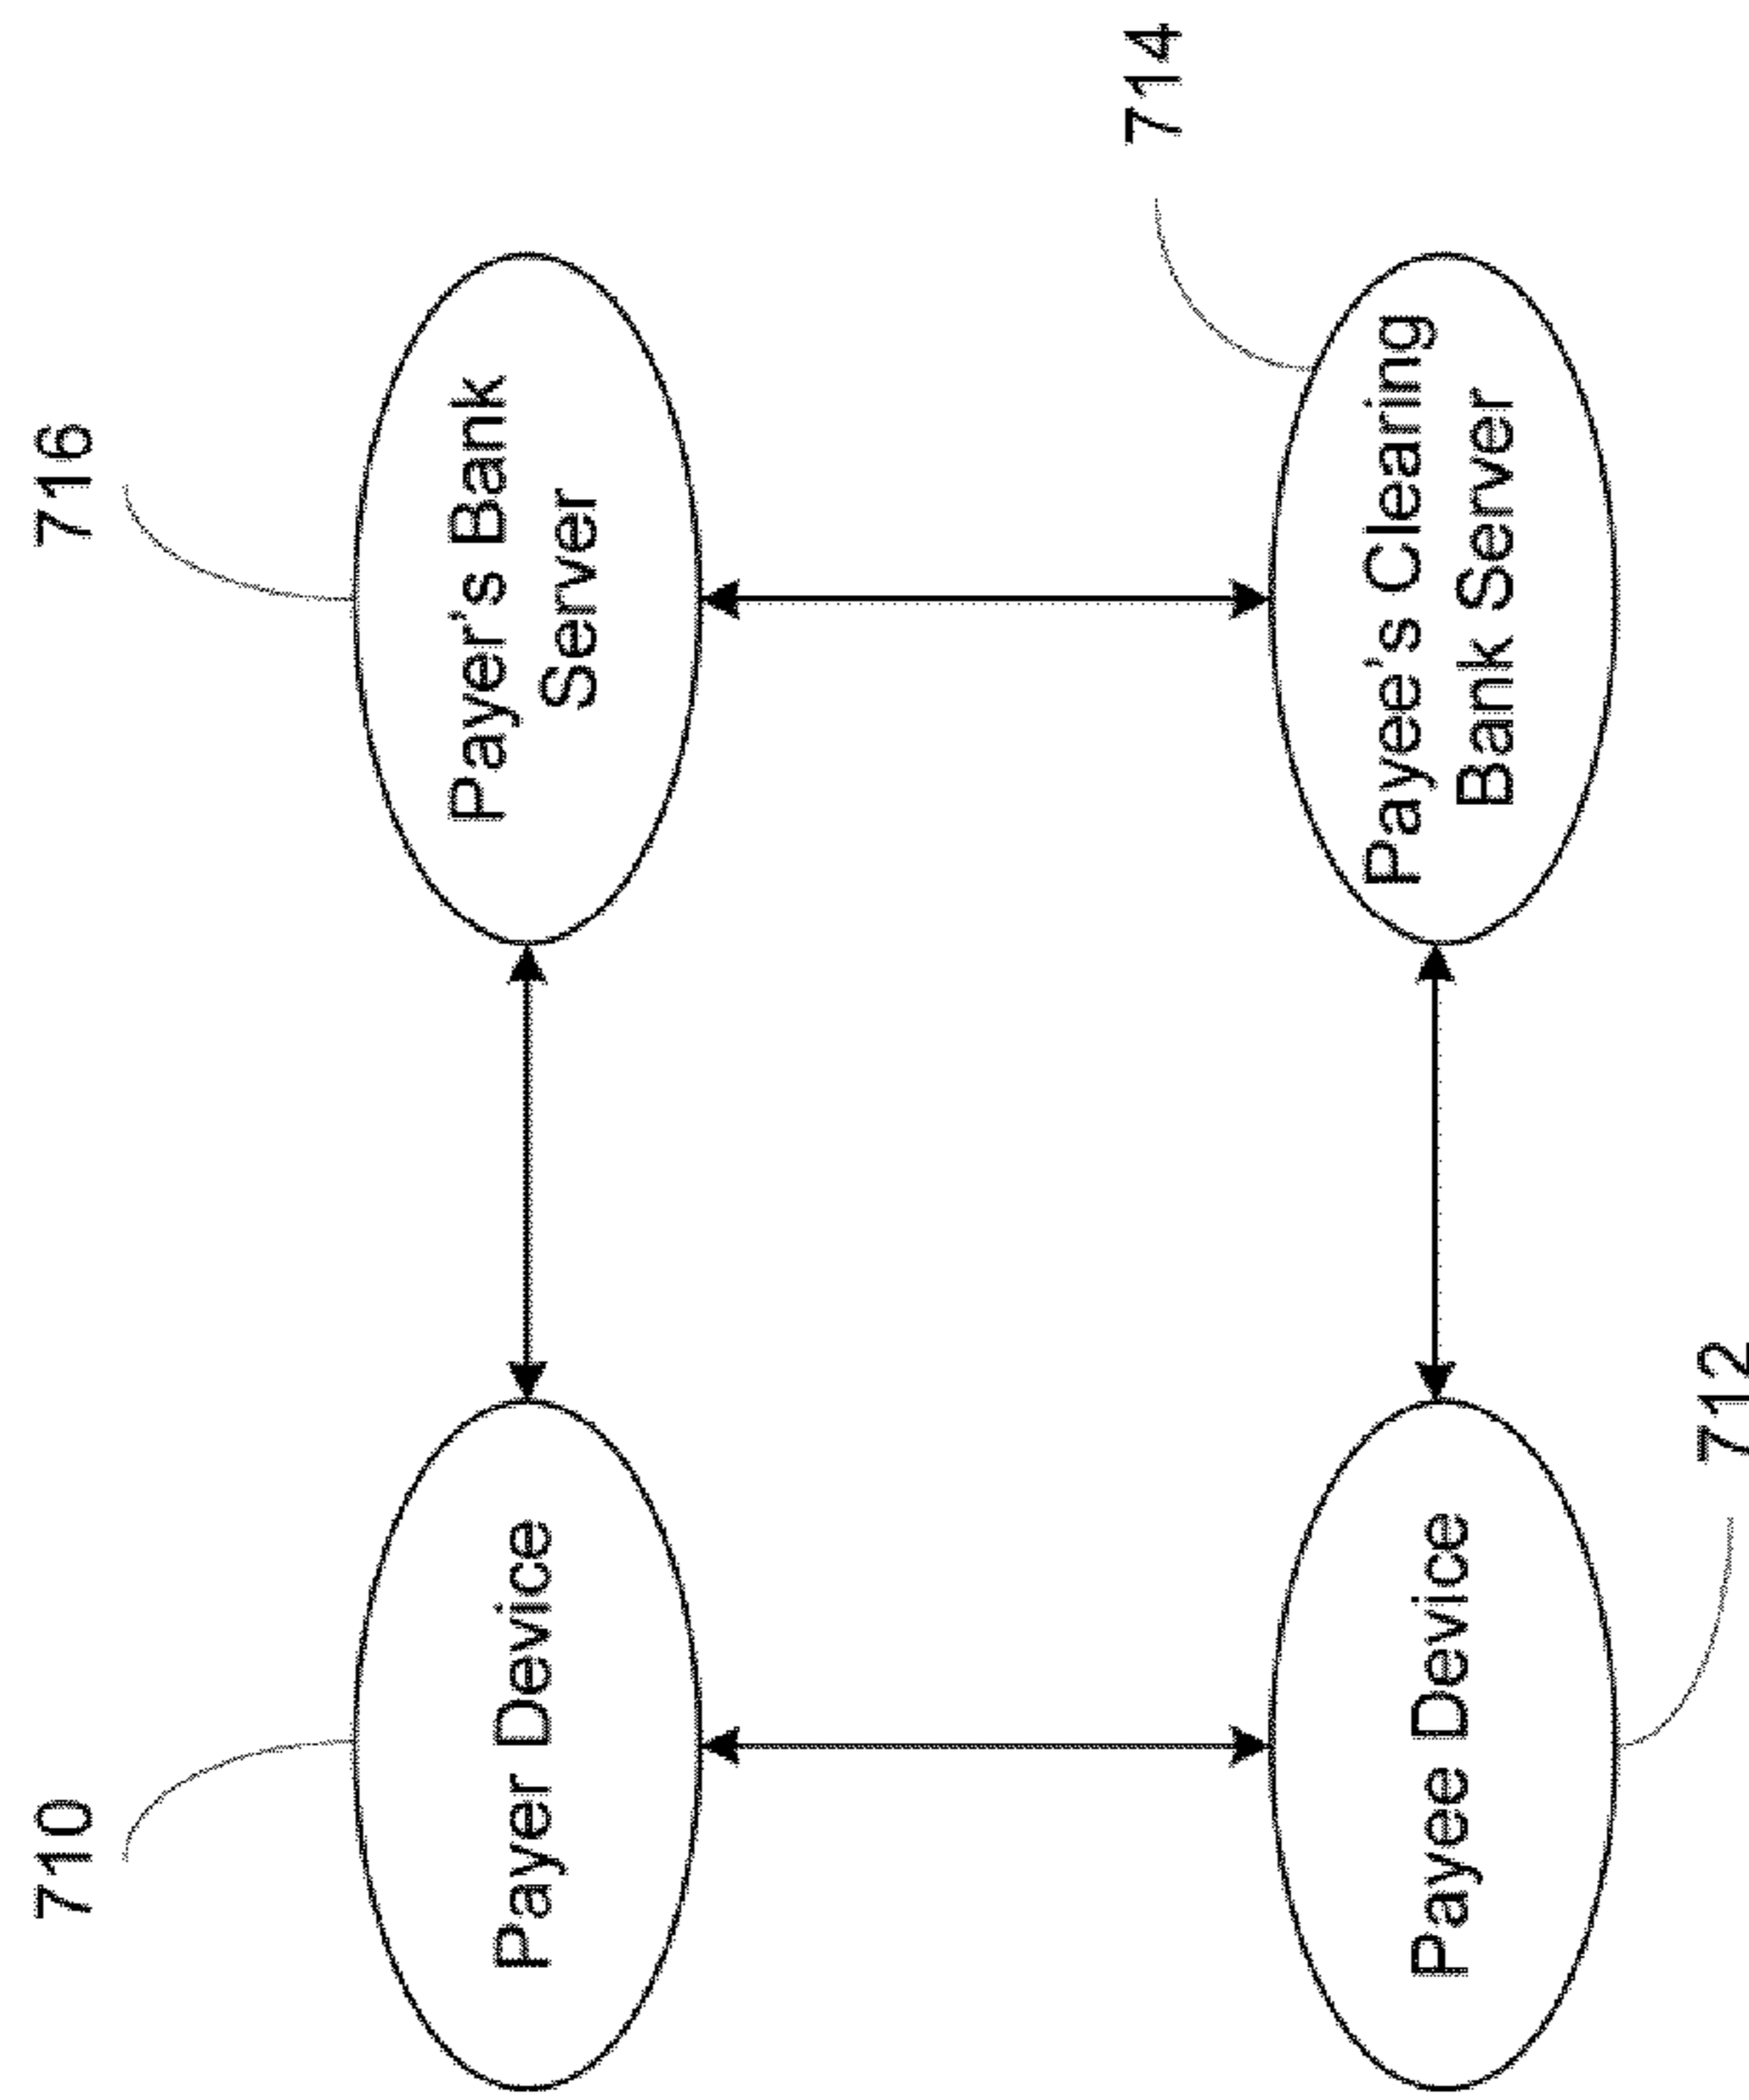 710
716
Payer Device
Payer's Bank
Server
Payee Device
Payee's Clearing
Bank Server
712
714